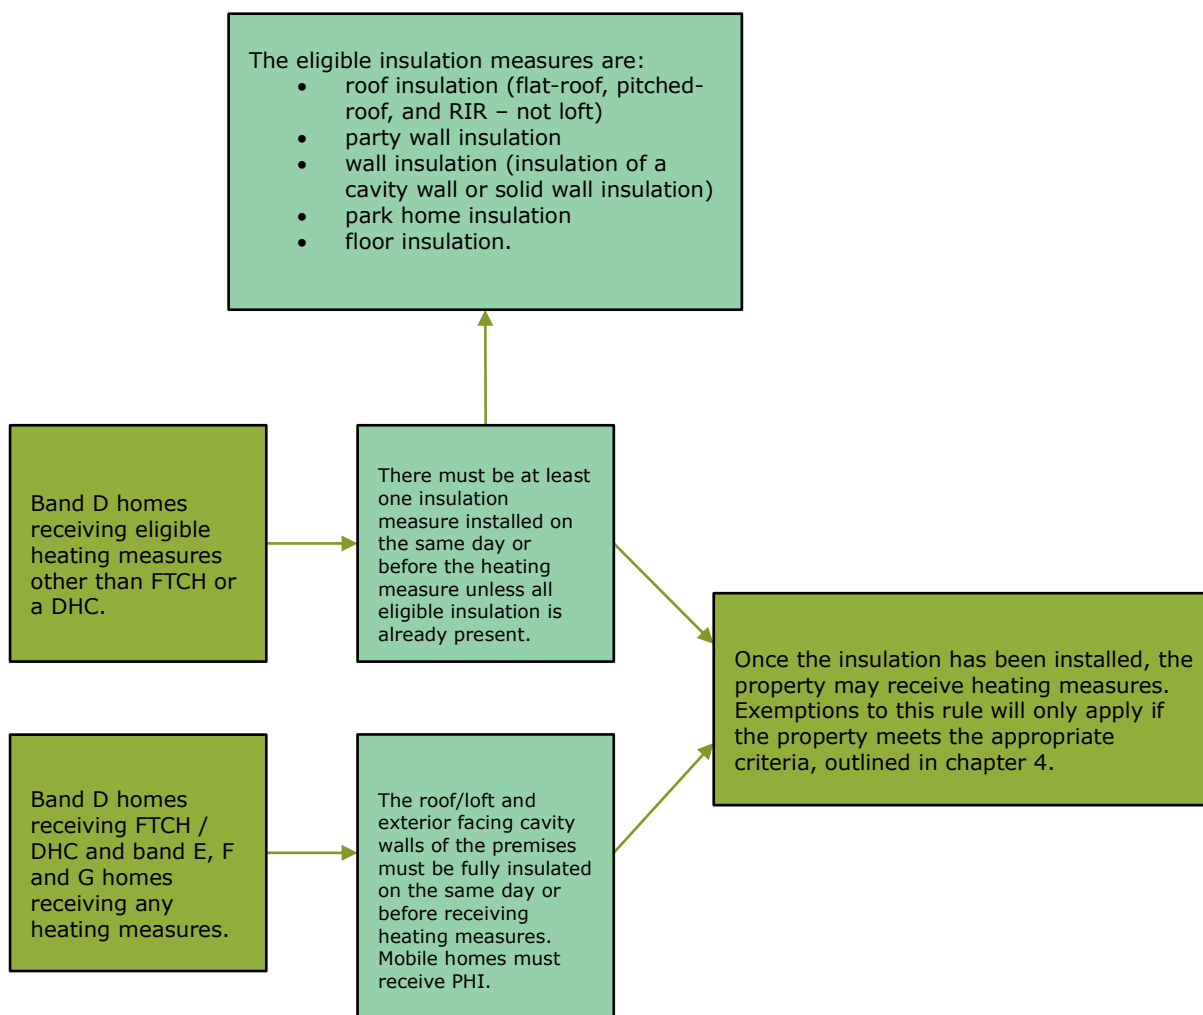 The eligible insulation measures are:
• roof insulation (flat-roof, pitched-
roof, and RIR – not loft)
• party wall insulation
• wall insulation (insulation of a
cavity wall or solid wall insulation)
• park home insulation
• floor insulation.
Band D homes
receiving eligible
heating measures
other than FTCH or
a DHC.
There must be at least
one insulation
measure installed on
the same day or
before the heating
measure unless all
eligible insulation is
already present.
Once the insulation has been installed, the
property may receive heating measures.
Exemptions to this rule will only apply if
the property meets the appropriate
criteria, outlined in chapter 4.
Band D homes
receiving FTCH /
DHC and band E, F
and G homes
receiving any
heating measures.
The roof/loft and
exterior facing cavity
walls of the premises
must be fully insulated
on the same day or
before receiving
heating measures.
Mobile homes must
receive PHI.